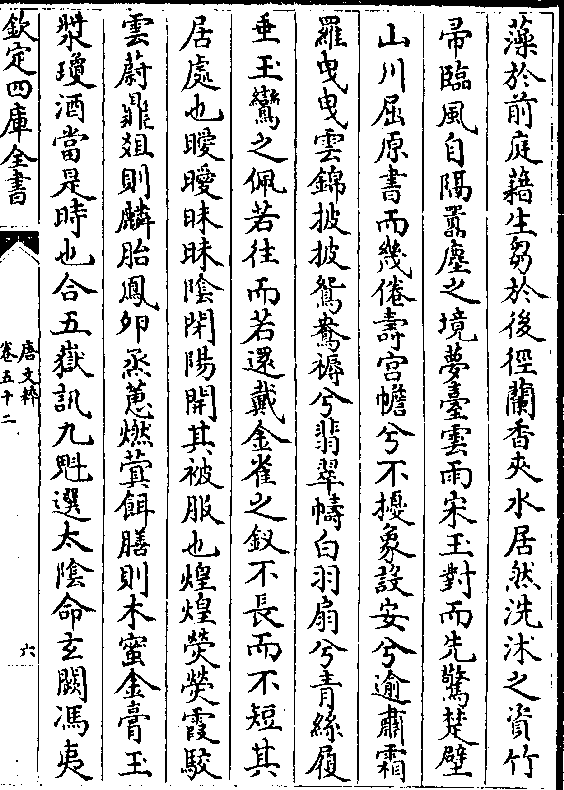 藻於前庭藉生芻於後徑蘭香夾水居然洗沭之資竹
帚臨風自隔囂塵之境夢臺雲雨宋玉對而先驚楚壁
山川屈原書而幾倦壽宮幨兮不擾象設安兮逾肅霜
羅曳曳雲錦披披鴛鴦褥兮翡翠幬白羽扇兮青絲履
垂玉鸞之佩若往而若還戴金雀之釵不長而不短其
居處也曖曖昧昧陰閉陽開其被服也煌煌熒熒霞駮
雲蔚鼎俎則麟胎鳳夘烝蕙燃蓂餌膳則木蜜金膏玉
漿瓊酒當是時也合五嶽訊九魁選太陰命玄闕馮夷
欽定四庫全書
唐文粹
卷五十二
六